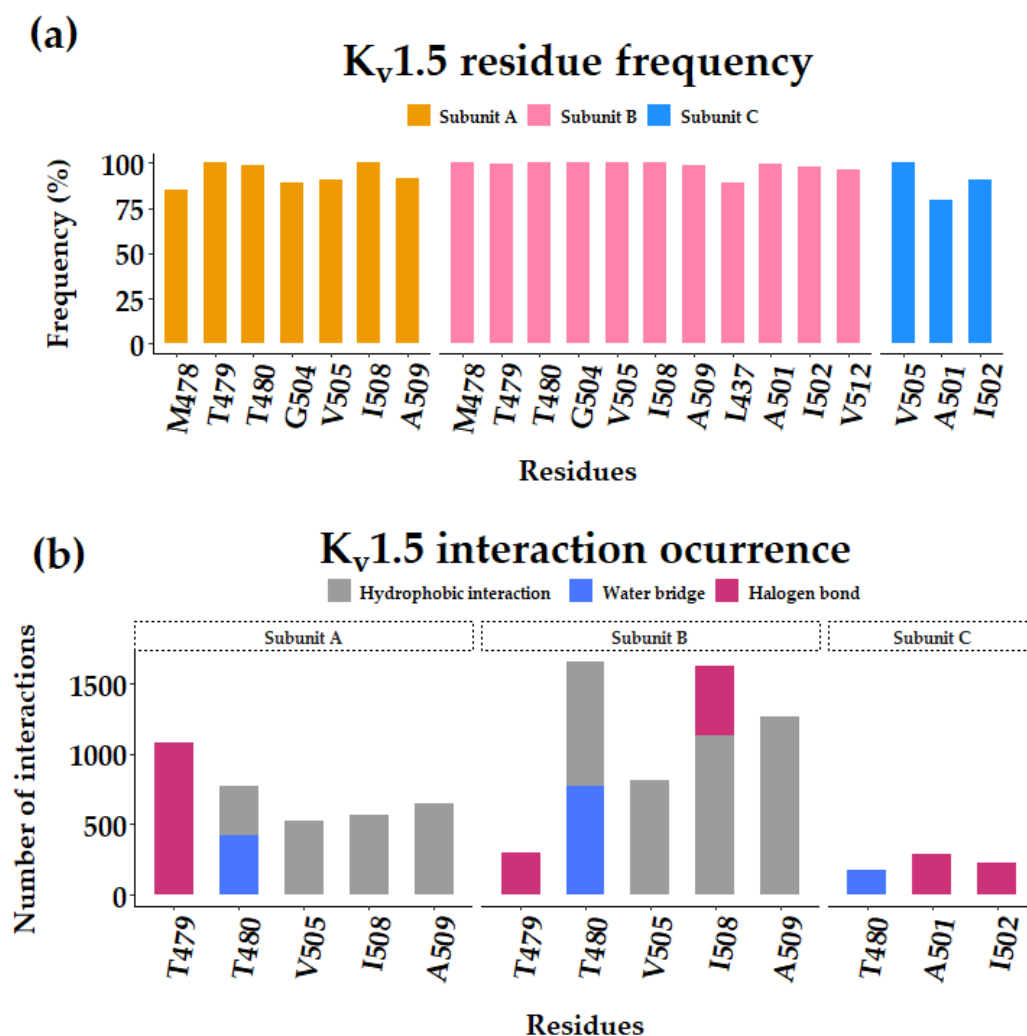 (a)
Kv1.5 residue frequency
Subunit A Subunit B Subunit C
Frequency (%)
100
75
50
25
0
M478 T479 T480 G504 V505 I508 A509 M478 T479 T480 G504 V505 I508 A509 L437 A501 I502 V512 V505 A501 I502
Residues
(b)
Kv1.5 interaction ocurrence
Hydrophobic interaction Water bridge Halogen bond
Subunit A Subunit B Subunit C
Number of interactions
1500
1000
500
0
T479 T480 V505 I508 A509 T479 T480 V505 I508 A509 T480 A501 I502
Residues